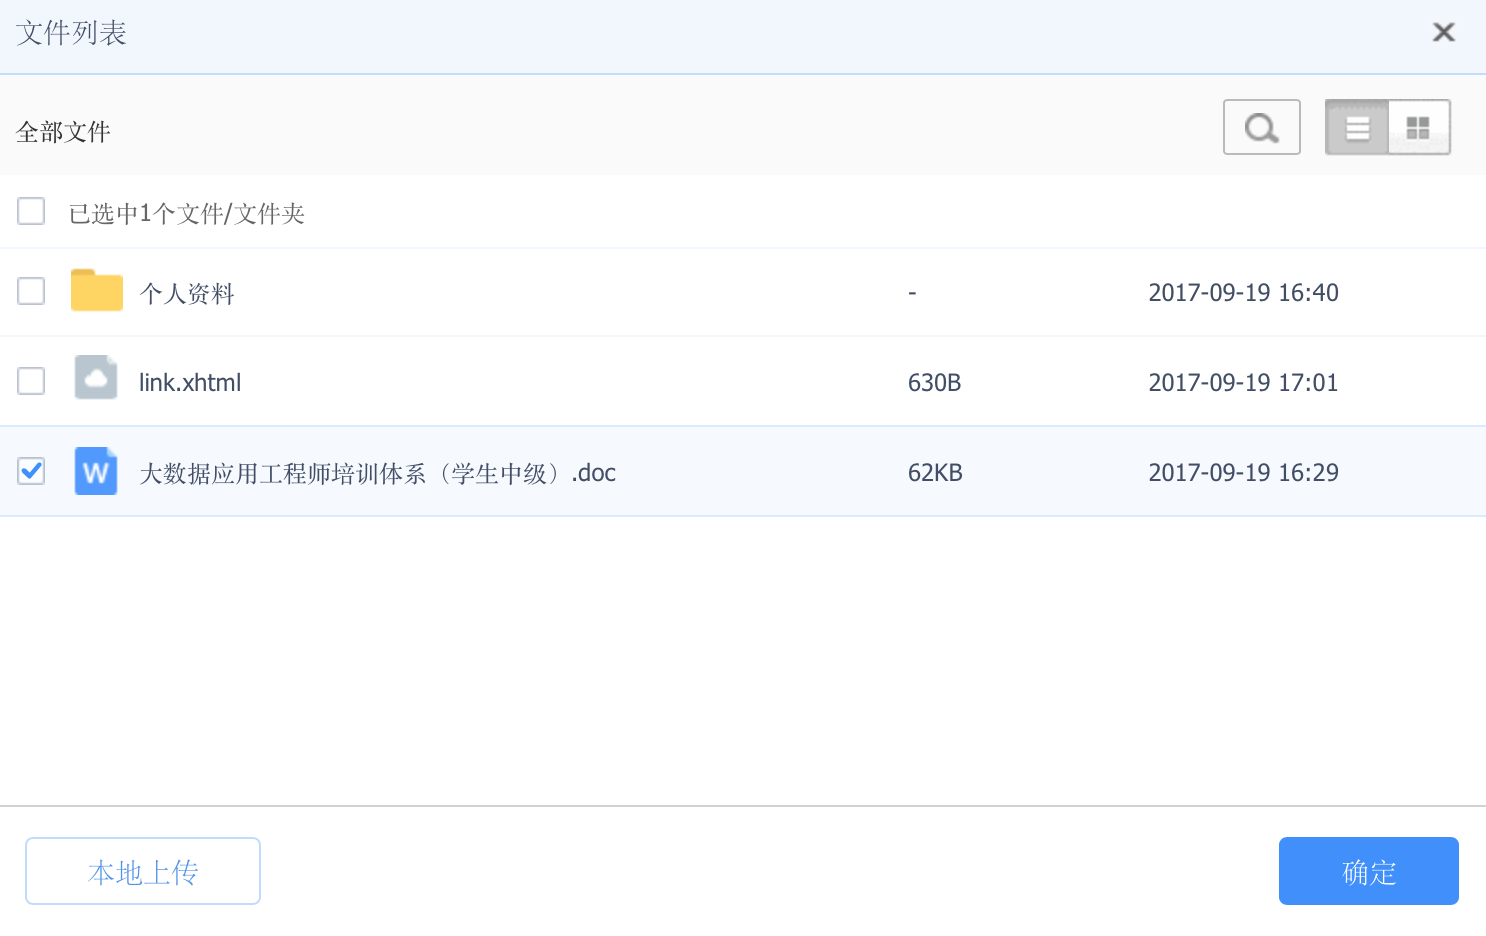 文件列表
全部文件
已选中1个文件/文件夹
个人资料 - 2017-09-19 16:40
link.xhtml 630B 2017-09-19 17:01
W 大数据应用工程师培训体系（学生中级）.doc 62KB 2017-09-19 16:29
本地上传 确定